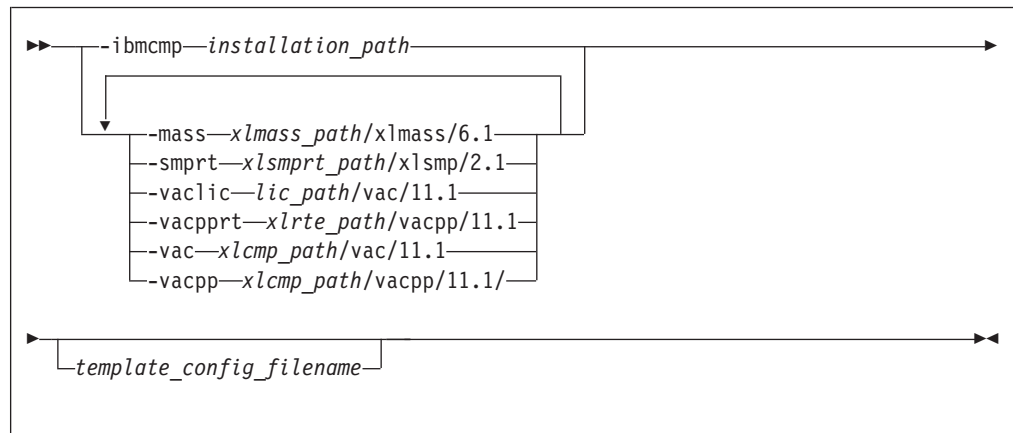 -ibmcmp installation_path
-mass xlmass_path/xlmass/6.1
-smprt xlsmprt_path/xlsmp/2.1
-vaclic lic_path/vac/11.1
-vacpprt xlrte_path/vacpp/11.1
-vac xlcmp_path/vac/11.1
-vacpp xlcmp_path/vacpp/11.1/
template_config_filename